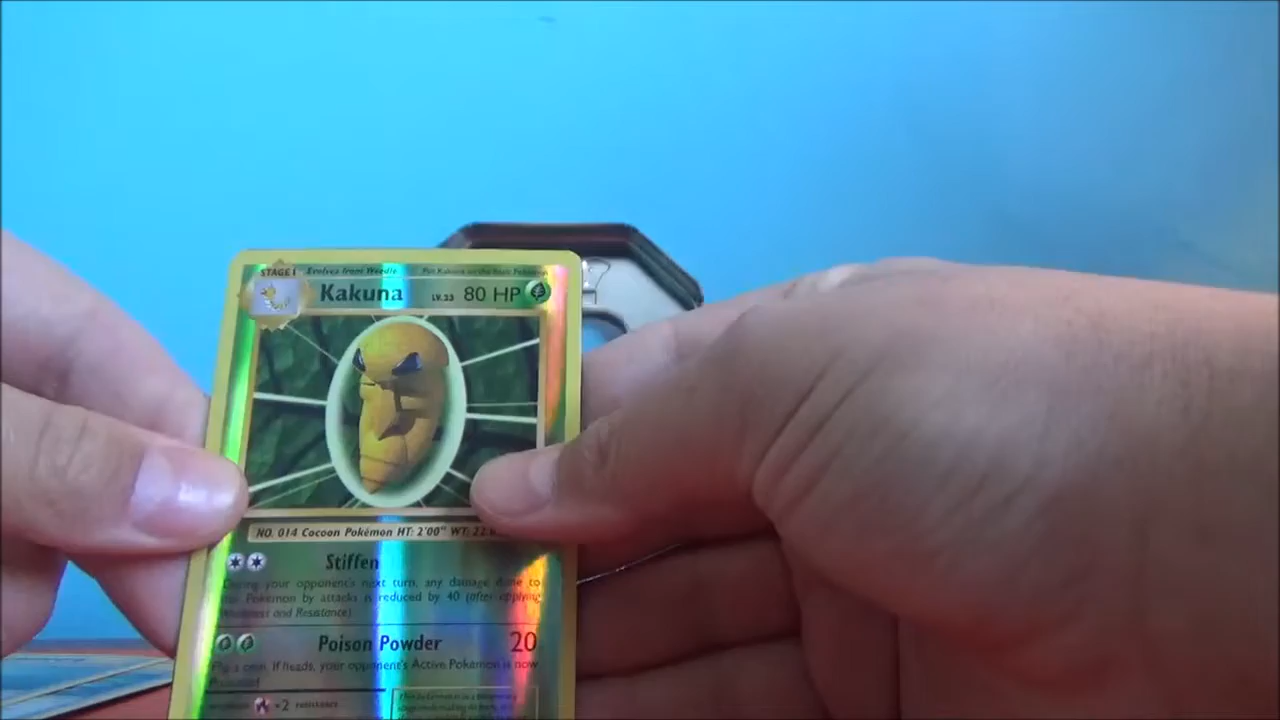 STAGE 1 Evolves from Weedle Put Kakuna on the Basic Pokémon
Kakuna LV.23 80 HP
NO. 014 Cocoon Pokémon HT: 2'00" WT: 22
Stiffen
During your opponent's next turn, any damage done to
this Pokémon by attacks is reduced by 40 (after applying
Weakness and Resistance).
Poison Powder 20
Flip a coin. If heads, your opponent's Active Pokémon is now
Poisoned.
weakness ×2 resistance